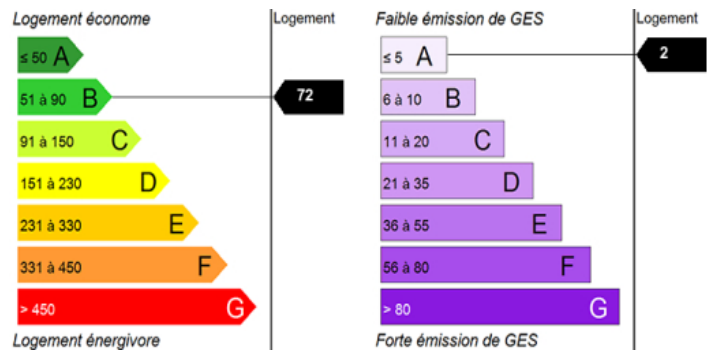 Logement économe
Logement
≤ 50 A
51 à 90 B
72
91 à 150 C
151 à 230 D
231 à 330 E
331 à 450 F
> 450 G
Logement énergivore
Faible émission de GES
Logement
≤ 5 A
2
6 à 10 B
11 à 20 C
21 à 35 D
36 à 55 E
56 à 80 F
> 80 G
Forte émission de GES